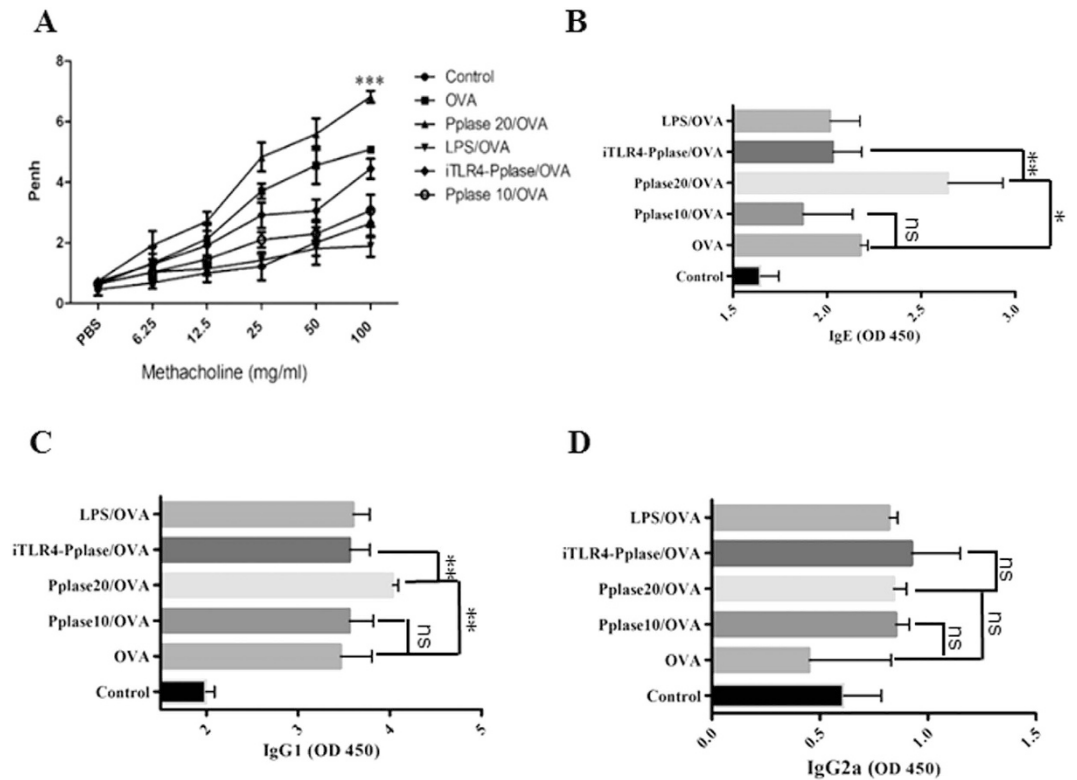 A
8
6
4
2
0
Penh
***
PBS
6.25
12.5
25
50
100
Methacholine (mg/ml)
Control
OVA
Pplase 20/OVA
LPS/OVA
iTLR4-Pplase/OVA
Pplase 10/OVA
B
LPS/OVA
iTLR4-Pplase/OVA
Pplase20/OVA
Pplase10/OVA
OVA
Control
ns
***
*
1.5
2.0
2.5
3.0
IgE (OD 450)
C
LPS/OVA
iTLR4-Pplase/OVA
Pplase20/OVA
Pplase10/OVA
OVA
Control
ns
**
2
3
4
5
IgG1 (OD 450)
D
LPS/OVA
iTLR4-Pplase/OVA
Pplase20/OVA
Pplase10/OVA
OVA
Control
ns
ns
ns
0.0
0.5
1.0
1.5
IgG2a (OD 450)